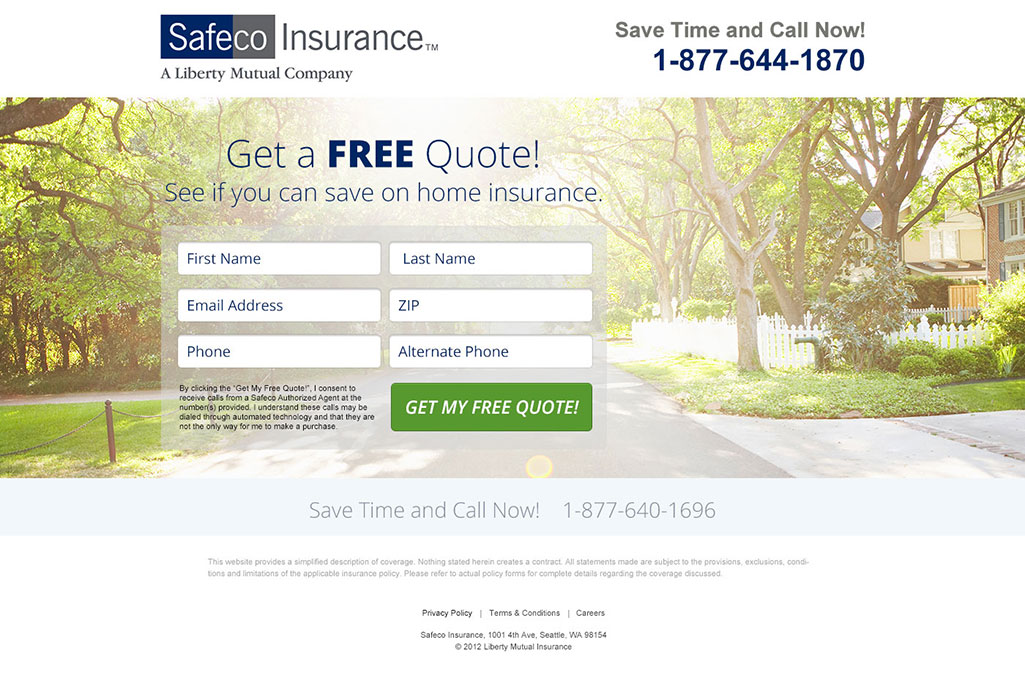 Safeco Insurance TM
A Liberty Mutual Company
Save Time and Call Now!
1-877-644-1870
Get a FREE Quote!
See if you can save on home insurance.
First Name
Last Name
Email Address
ZIP
Phone
Alternate Phone
By clicking the "Get My Free Quote!", I consent to
receive calls from a Safeco Authorized Agent at the
number(s) provided. I understand these calls may be
dialed through automated technology and that they are
not the only way for me to make a purchase.
GET MY FREE QUOTE!
Save Time and Call Now! 1-877-640-1696
This website provides a simplified description of coverage. Nothing stated herein creates a contract. All statements made are subject to the provisions, exclusions, condi-
tions and limitations of the applicable insurance policy. Please refer to actual policy forms for complete details regarding the coverage discussed.
Privacy Policy | Terms & Conditions | Careers
Safeco Insurance, 1001 4th Ave, Seattle, WA 98154
© 2012 Liberty Mutual Insurance